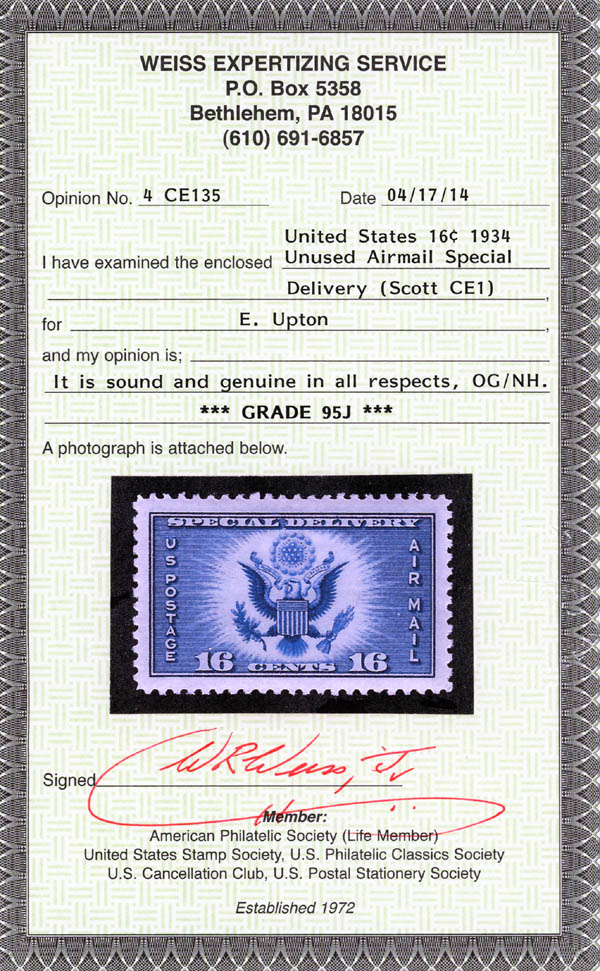 WEISS EXPERTIZING SERVICE
P.O. Box 5358
Bethlehem, PA 18015
(610) 691-6857
Opinion No. 4 CE135 Date 04/17/14
United States 16¢ 1934
I have examined the enclosed Unused Airmail Special
Delivery (Scott CE1),
for E. Upton,
and my opinion is;
It is sound and genuine in all respects, OG/NH.
*** GRADE 95J ***
A photograph is attached below.
SPECIAL DELIVERY
US POSTAGE
AIR MAIL
16 CENTS 16
Signed WRWeiss, Jr
Member:
American Philatelic Society (Life Member)
United States Stamp Society, U.S. Philatelic Classics Society
U.S. Cancellation Club, U.S. Postal Stationery Society
Established 1972